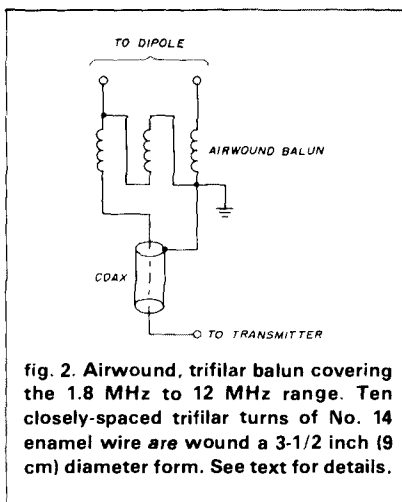 TO DIPOLE
AIRWOUND BALUN
COAX
TO TRANSMITTER
fig. 2. Airwound, trifilar balun covering
the 1.8 MHz to 12 MHz range. Ten
closely-spaced trifilar turns of No. 14
enamel wire are wound a 3-1/2 inch (9
cm) diameter form. See text for details.